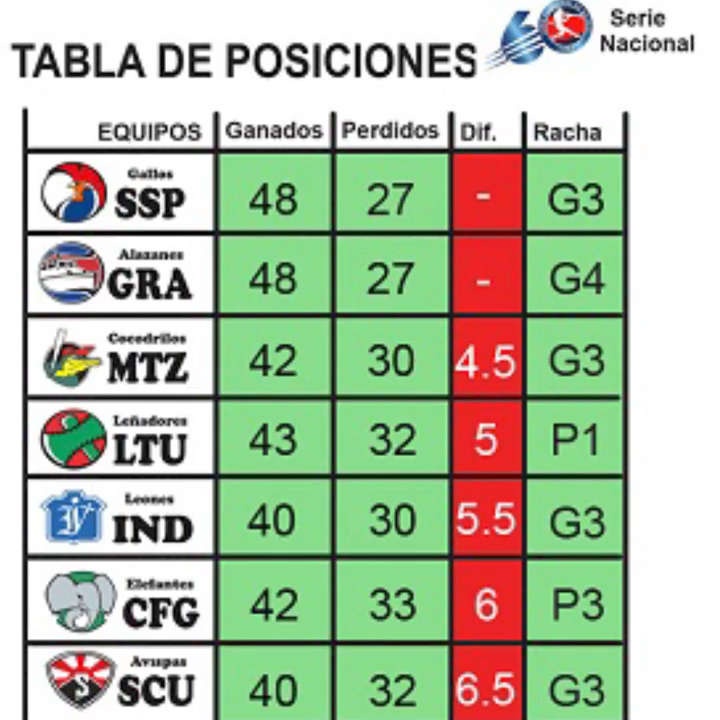 60 Serie
Nacional
TABLA DE POSICIONES
EQUIPOS Ganados Perdidos Dif. Racha
Gallos
SSP 48 27 - G3
Alazanes
GRA 48 27 - G4
Cocodrilos
MTZ 42 30 4.5 G3
Leñadores
LTU 43 32 5 P1
Leones
IND 40 30 5.5 G3
Elefantes
CFG 42 33 6 P3
Avispas
SCU 40 32 6.5 G3